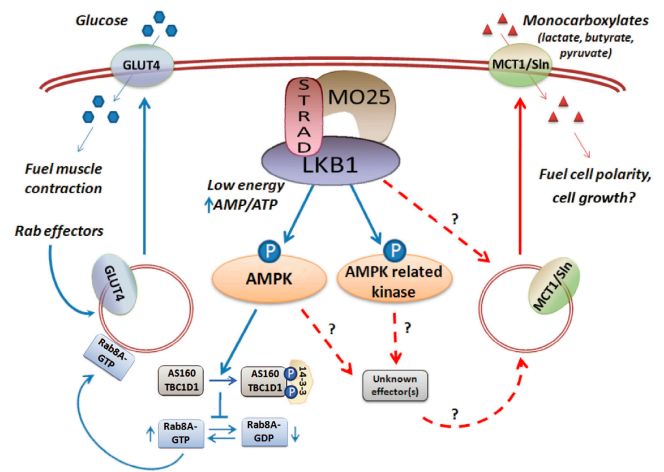 Glucose
GLUT4
Fuel muscle
contraction
Rab effectors
GLUT4
Rab8A-
GTP
STRAD
MO25
LKB1
Low energy
AMP/ATP
P
AMPK
P
AMPK related
kinase
?
?
?
AS160
TBC1D1
AS160
TBC1D1
P
P
14-3-3
Rab8A-
GTP
Rab8A-
GDP
Unknown
effector(s)
?
Monocarboxylates
(lactate, butyrate,
pyruvate)
MCT1/Sln
Fuel cell polarity,
cell growth?
MCT1/Sln